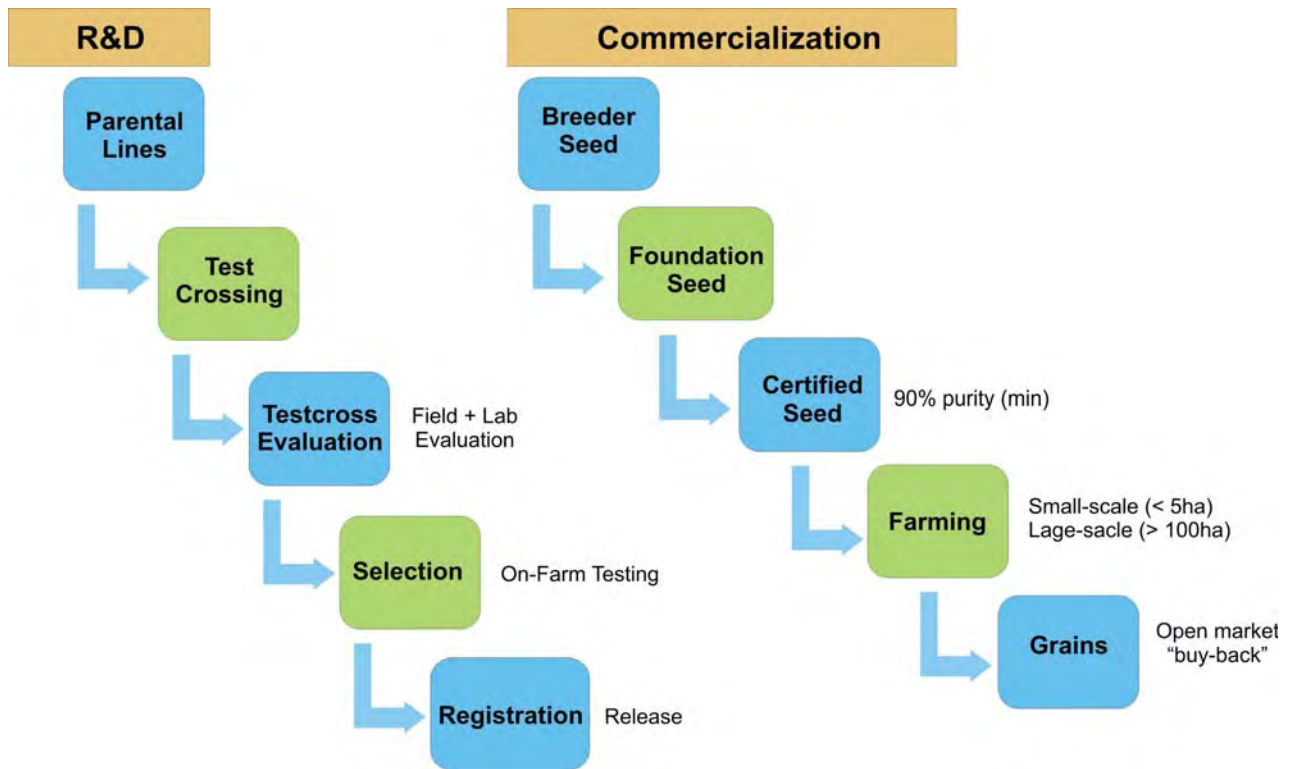 R&D
Parental
Lines
Test
Crossing
Testcross
Evaluation
Field + Lab
Evaluation
Selection
On-Farm Testing
Registration
Release
Commercialization
Breeder
Seed
Foundation
Seed
Certified
Seed
90% purity (min)
Farming
Small-scale (< 5ha)
Lage-sacle (> 100ha)
Grains
Open market
“buy-back”